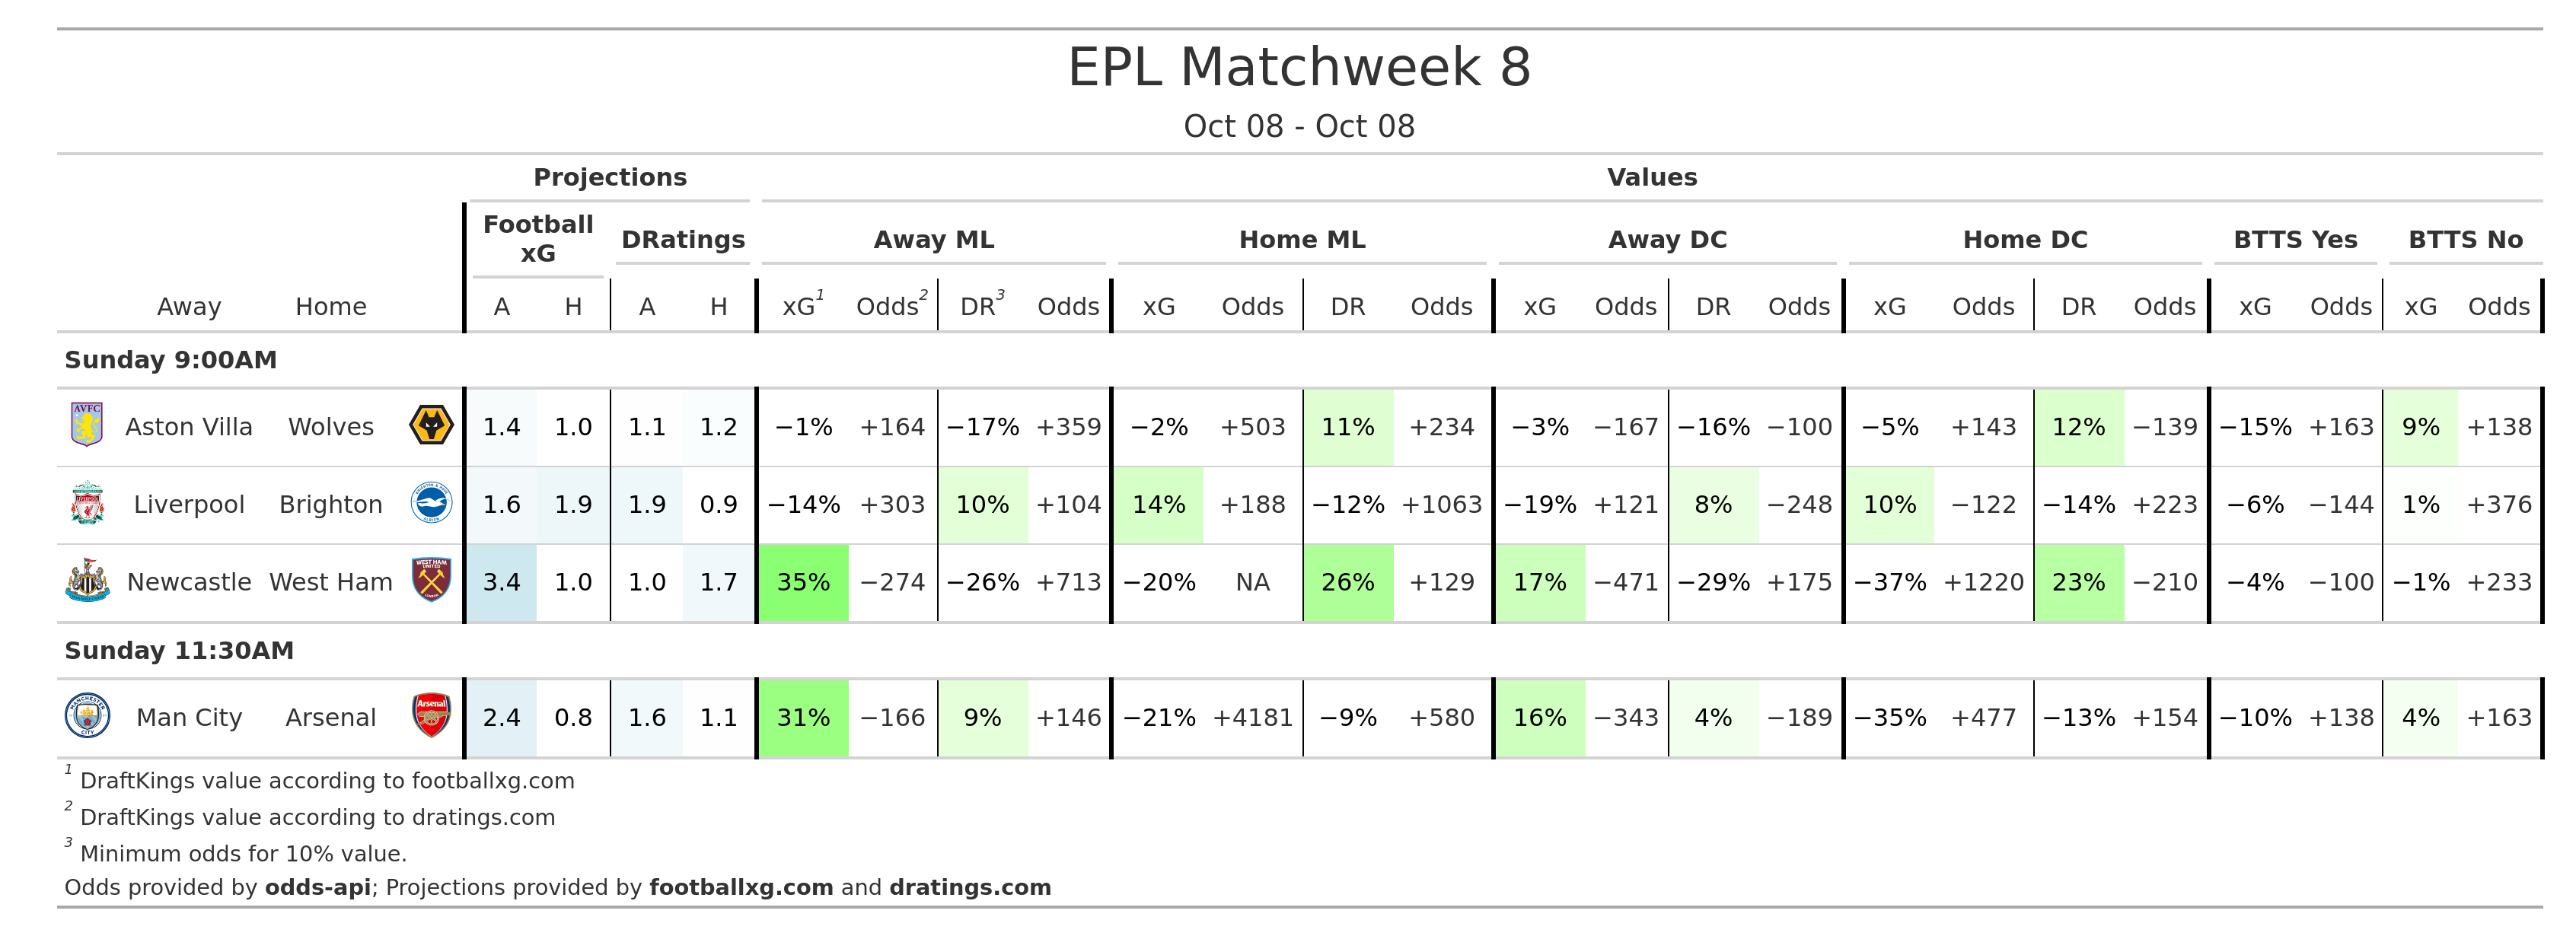 EPL Matchweek 8
Oct 08 - Oct 08
Projections Values
Football xG DRatings Away ML Home ML Away DC Home DC BTTS Yes BTTS No
Away Home A H A H xG1 Odds2 DR3 Odds xG Odds DR Odds xG Odds DR Odds xG Odds DR Odds xG Odds xG Odds
Sunday 9:00AM
AVFC Aston Villa Wolves 1.4 1.0 1.1 1.2 −1% +164 −17% +359 −2% +503 11% +234 −3% −167 −16% −100 −5% +143 12% −139 −15% +163 9% +138
Liverpool Brighton 1.6 1.9 1.9 0.9 −14% +303 10% +104 14% +188 −12% +1063 −19% +121 8% −248 10% −122 −14% +223 −6% −144 1% +376
Newcastle West Ham WEST HAM UNITED 3.4 1.0 1.0 1.7 35% −274 −26% +713 −20% NA 26% +129 17% −471 −29% +175 −37% +1220 23% −210 −4% −100 −1% +233
Sunday 11:30AM
MANCHESTER CITY Man City Arsenal Arsenal 2.4 0.8 1.6 1.1 31% −166 9% +146 −21% +4181 −9% +580 16% −343 4% −189 −35% +477 −13% +154 −10% +138 4% +163
1 DraftKings value according to footballxg.com
2 DraftKings value according to dratings.com
3 Minimum odds for 10% value.
Odds provided by odds-api; Projections provided by footballxg.com and dratings.com